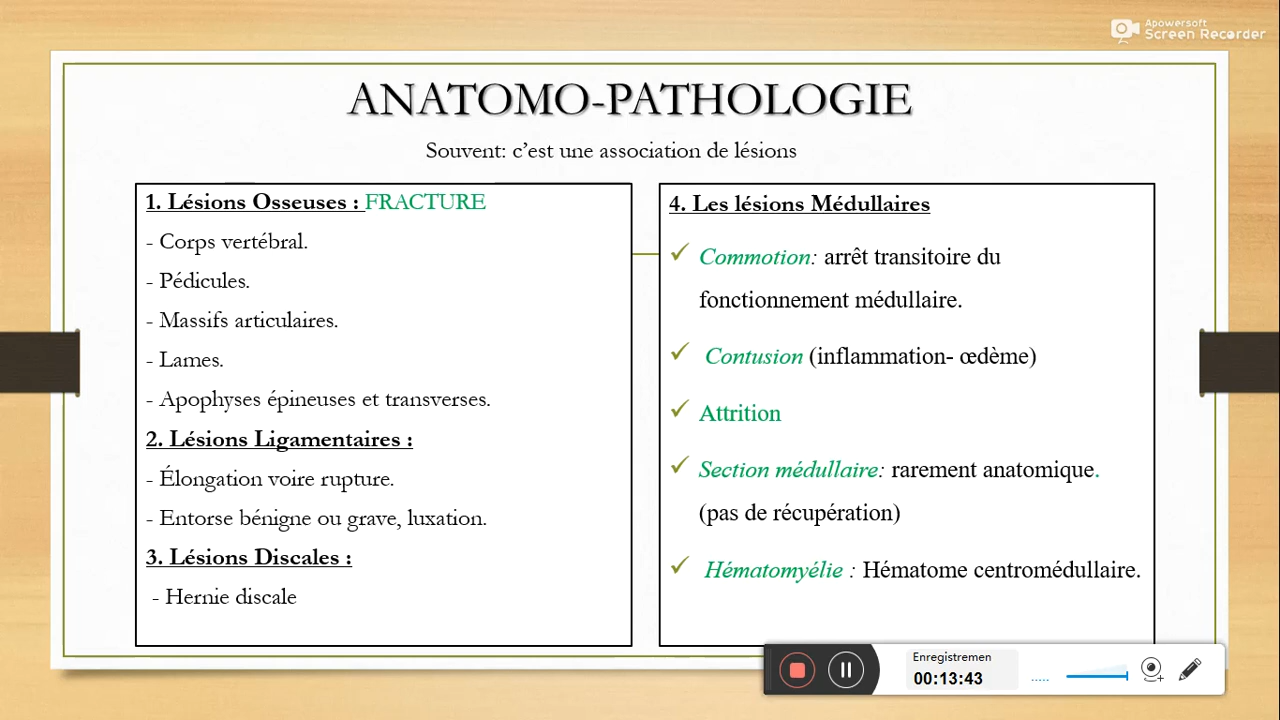 Apowersoft
Screen Recorder
ANATOMO-PATHOLOGIE
Souvent: c’est une association de lésions
1. Lésions Osseuses : FRACTURE
- Corps vertébral.
- Pédicules.
- Massifs articulaires.
- Lames.
- Apophyses épineuses et transverses.
2. Lésions Ligamentaires :
- Élongation voire rupture.
- Entorse bénigne ou grave, luxation.
3. Lésions Discales :
- Hernie discale
4. Les lésions Médullaires
✓ Commotion: arrêt transitoire du
fonctionnement médullaire.
✓ Contusion (inflammation- œdème)
✓ Attrition
✓ Section médullaire: rarement anatomique.
(pas de récupération)
✓ Hématomyélie : Hématome centromédullaire.
Enregistremen
00:13:43